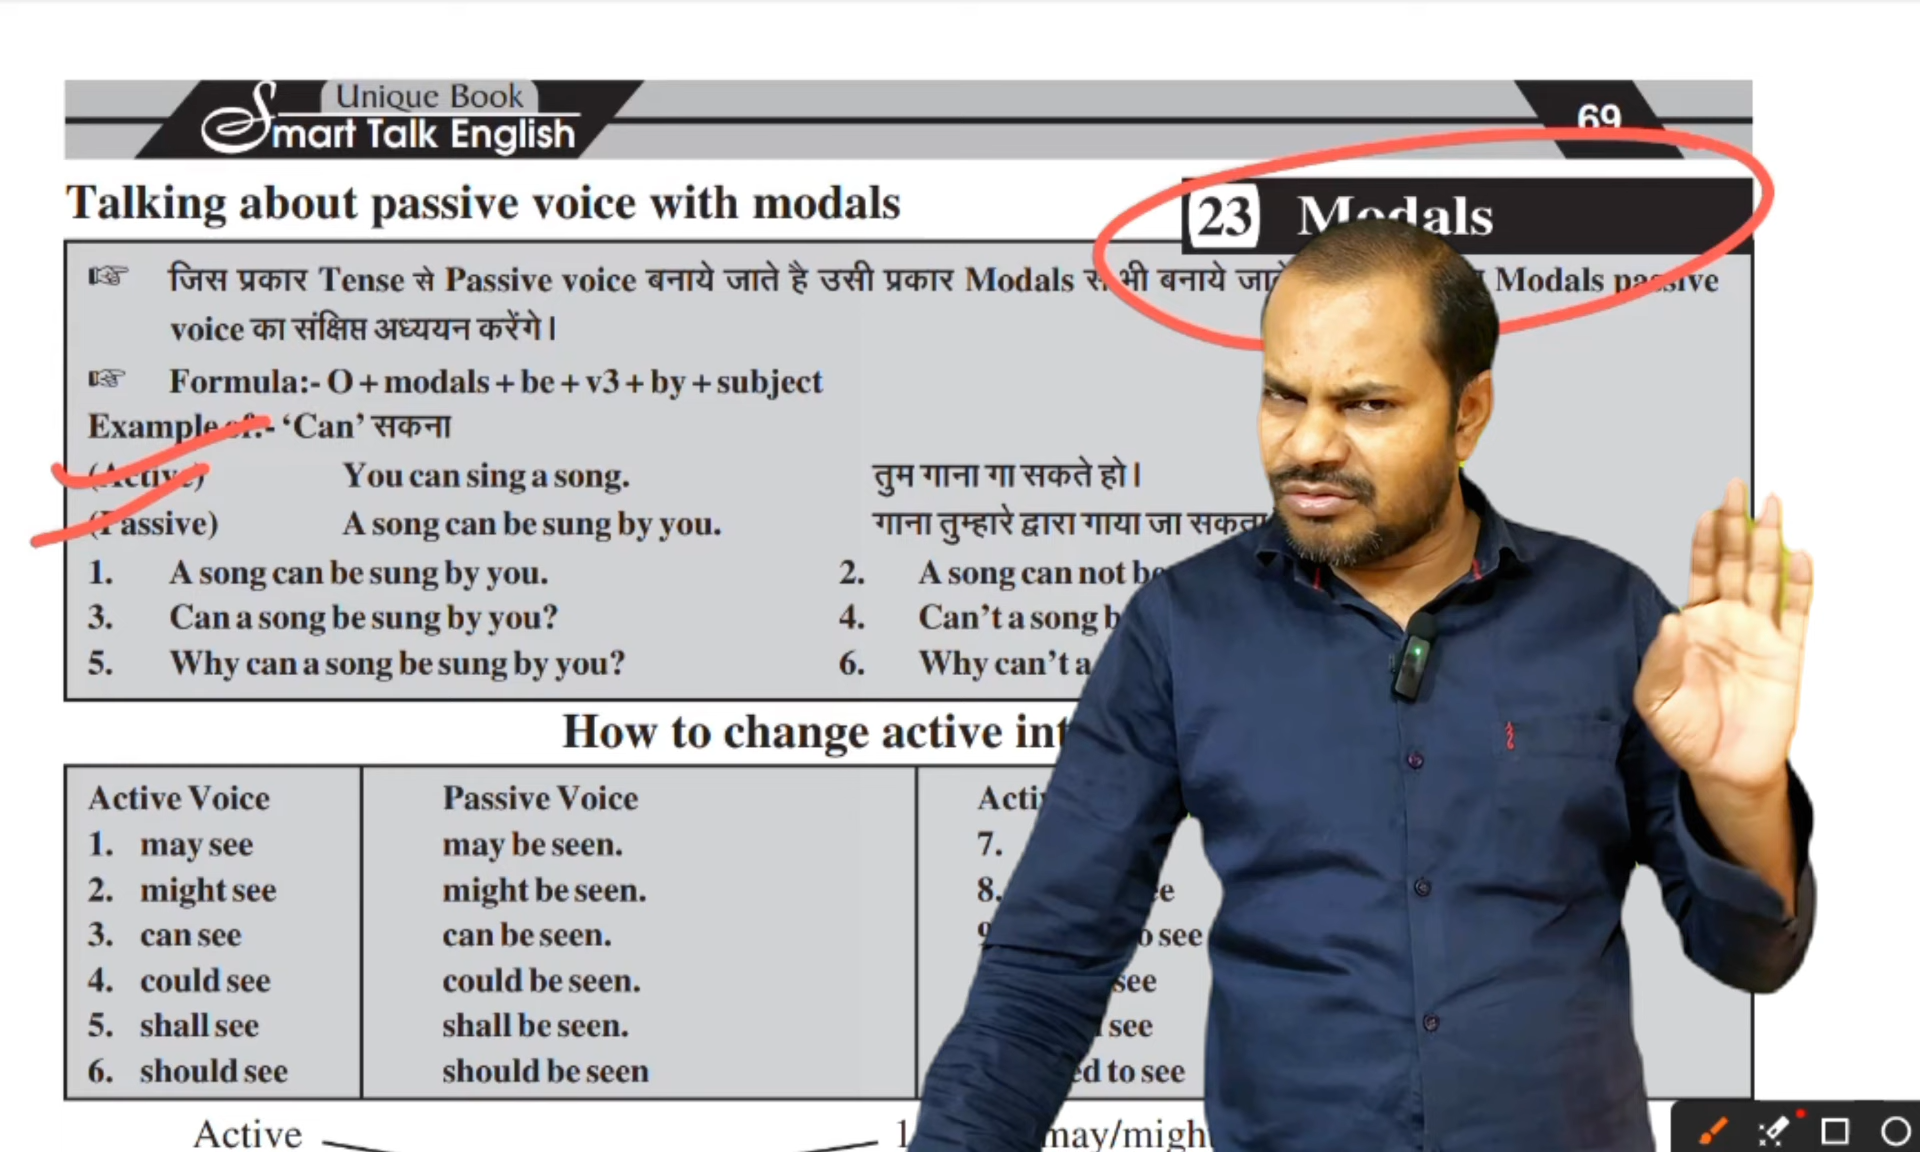 Unique Book
Smart Talk English
69
Talking about passive voice with modals
23 Modals
जिस प्रकार Tense से Passive voice बनाये जाते है उसी प्रकार Modals भी बनाये Modals passive
voice का संक्षिप्त अध्ययन करेंगे।
Formula:- O + modals + be + v3 + by + subject
Example of:- ‘Can’ सकना
(Active) You can sing a song. तुम गाना गा सकते हो।
(Passive) A song can be sung by you. गाना तुम्हारे द्वारा गाया जा सकता
1. A song can be sung by you. 2. A song can not be
3. Can a song be sung by you? 4. Can't a song
5. Why can a song be sung by you? 6. Why can't a
How to change active
Active Voice Passive Voice
1. may see may be seen. 7.
2. might see might be seen. 8.
3. can see can be seen. see
4. could see could be seen. see
5. shall see shall be seen. see
6. should see should be seen to see
Active